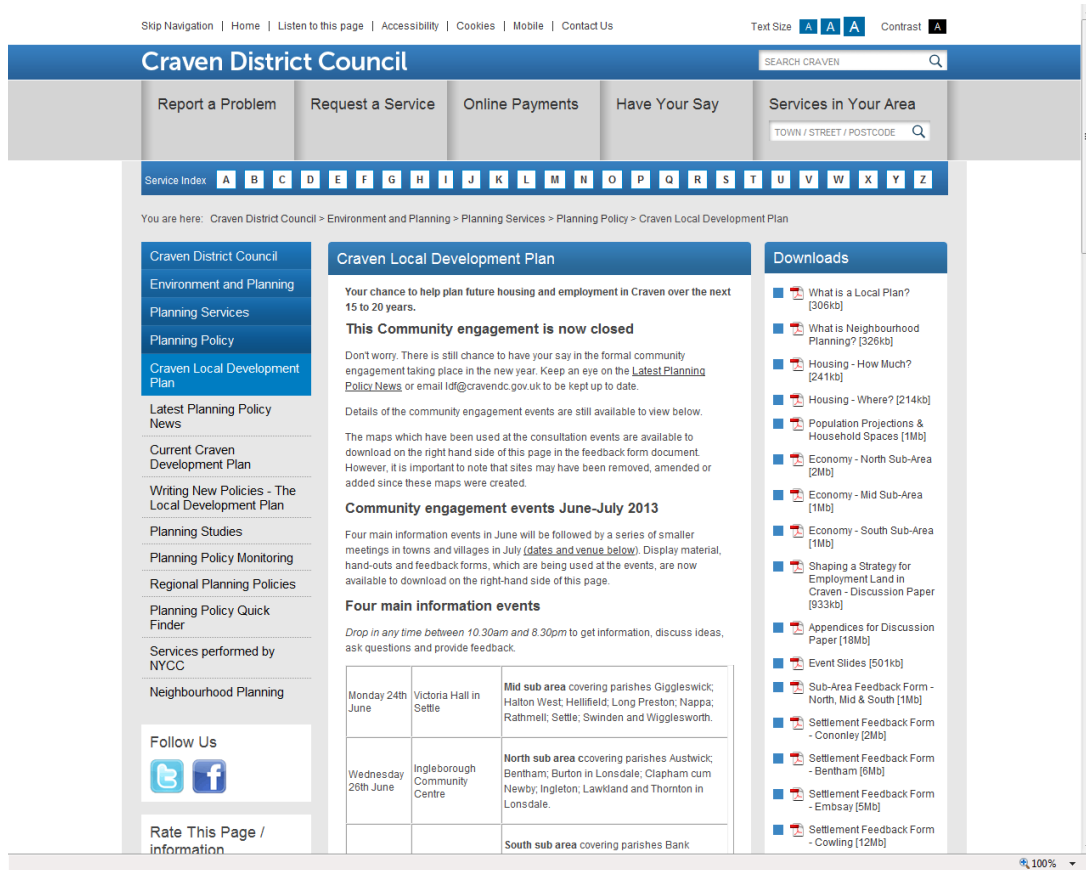 Skip Navigation | Home | Listen to this page | Accessibility | Cookies | Mobile | Contact Us
Text Size A A A Contrast A
Craven District Council
SEARCH CRAVEN
Report a Problem
Request a Service
Online Payments
Have Your Say
Services in Your Area
TOWN / STREET / POSTCODE
Service Index A B C D E F G H I J K L M N O P Q R S T U V W X Y Z
You are here: Craven District Council > Environment and Planning > Planning Services > Planning Policy > Craven Local Development Plan
Craven District Council
Environment and Planning
Planning Services
Planning Policy
Craven Local Development
Plan
Latest Planning Policy
News
Current Craven
Development Plan
Writing New Policies - The
Local Development Plan
Planning Studies
Planning Policy Monitoring
Regional Planning Policies
Planning Policy Quick
Finder
Services performed by
NYCC
Neighbourhood Planning
Follow Us
Rate This Page /
information
Craven Local Development Plan
Your chance to help plan future housing and employment in Craven over the next
15 to 20 years.
This Community engagement is now closed
Don't worry. There is still chance to have your say in the formal community
engagement taking place in the new year. Keep an eye on the Latest Planning
Policy News or email ldf@cravendc.gov.uk to be kept up to date.
Details of the community engagement events are still available to view below.
The maps which have been used at the consultation events are available to
download on the right hand side of this page in the feedback form document.
However, it is important to note that sites may have been removed, amended or
added since these maps were created.
Community engagement events June-July 2013
Four main information events in June will be followed by a series of smaller
meetings in towns and villages in July (dates and venue below). Display material,
hand-outs and feedback forms, which are being used at the events, are now
available to download on the right-hand side of this page.
Four main information events
Drop in any time between 10.30am and 8.30pm to get information, discuss ideas,
ask questions and provide feedback.
Monday 24th
June
Victoria Hall in
Settle
Mid sub area covering parishes Giggleswick;
Halton West; Hellifield; Long Preston; Nappa;
Rathmell; Settle; Swinden and Wigglesworth.
Wednesday
26th June
Ingleborough
Community
Centre
North sub area ccovering parishes Austwick;
Bentham; Burton in Lonsdale; Clapham cum
Newby; Ingleton; Lawkland and Thornton in
Lonsdale.
South sub area covering parishes Bank
Downloads
What is a Local Plan?
[306kb]
What is Neighbourhood
Planning? [326kb]
Housing - How Much?
[241kb]
Housing - Where? [214kb]
Population Projections &
Household Spaces [1Mb]
Economy - North Sub-Area
[2Mb]
Economy - Mid Sub-Area
[1Mb]
Economy - South Sub-Area
[1Mb]
Shaping a Strategy for
Employment Land in
Craven - Discussion Paper
[933kb]
Appendices for Discussion
Paper [18Mb]
Event Slides [501kb]
Sub-Area Feedback Form -
North, Mid & South [1Mb]
Settlement Feedback Form
- Cononley [2Mb]
Settlement Feedback Form
- Bentham [6Mb]
Settlement Feedback Form
- Embsay [5Mb]
Settlement Feedback Form
- Cowling [12Mb]
100%